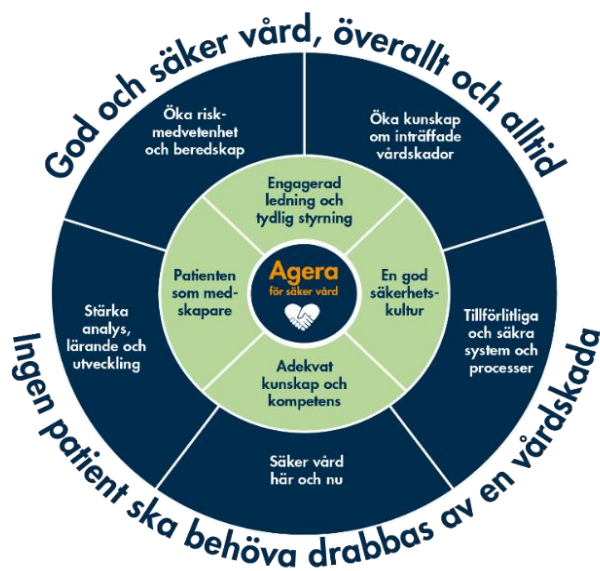 God och säker vård, överallt och alltid
Öka risk-
medvetenhet
och beredskap
Öka kunskap
om inträffade
vårdskador
Engagerad
ledning och
tydlig styrning
Patienten
som med-
skapare
Agera
för säker vård
En god
säkerhets-
kultur
Stärka
analys,
lärande och
utveckling
Tillförlitliga
och säkra
system och
processer
Adekvat
kunskap och
kompetens
Säker vård
här och nu
Ingen patient ska behöva drabbas av en vårdskada